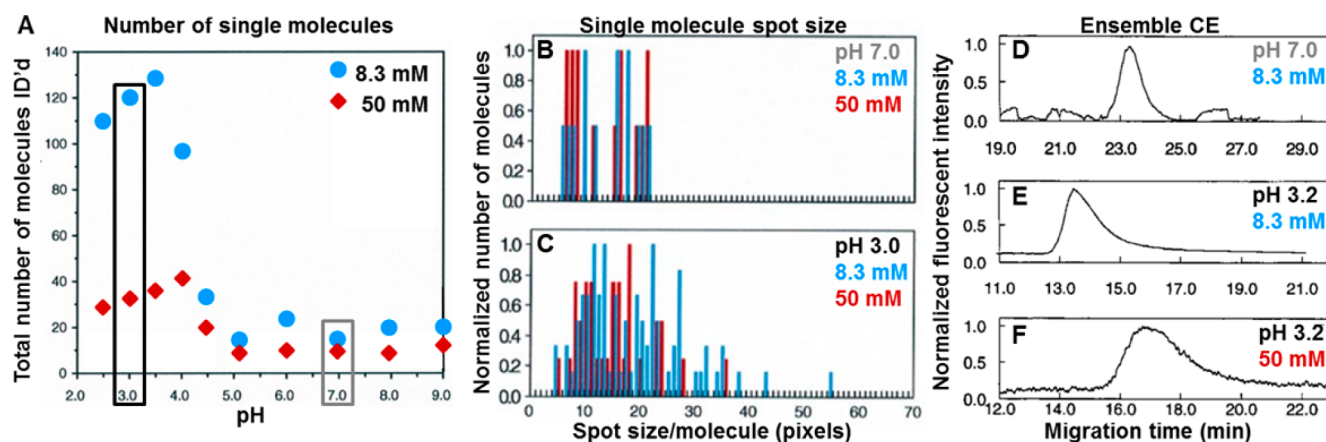 A
Number of single molecules
Total number of molecules ID'd
140
120
100
80
60
40
20
0
8.3 mM
50 mM
2.0 3.0 4.0 5.0 6.0 7.0 8.0 9.0
pH
Single molecule spot size
Normalized number of molecules
B
pH 7.0
8.3 mM
50 mM
1.0
0.8
0.6
0.4
0.2
0.0
C
pH 3.0
8.3 mM
50 mM
1.0
0.8
0.6
0.4
0.2
0.0
0 10 20 30 40 50 60 70
Spot size/molecule (pixels)
Ensemble CE
Normalized fluorescent intensity
D
pH 7.0
8.3 mM
1.0
0.5
0.0
19.0 21.0 23.0 25.0 27.0 29.0
E
pH 3.2
8.3 mM
1.0
0.5
0.0
11.0 13.0 15.0 17.0 19.0 21.0
F
pH 3.2
50 mM
1.0
0.5
0.0
12.0 14.0 16.0 18.0 20.0 22.0
Migration time (min)